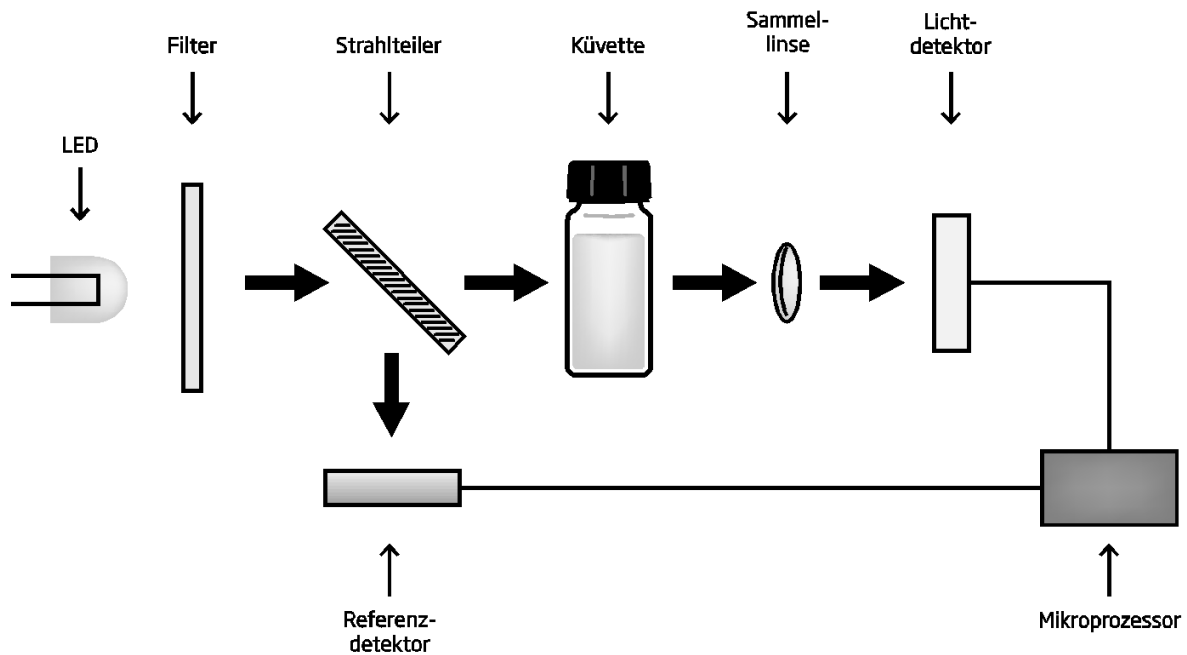 Filter
Strahlteiler
Küvette
Sammel-
linse
Licht-
detektor
LED
Referenz-
detektor
Mikroprozessor